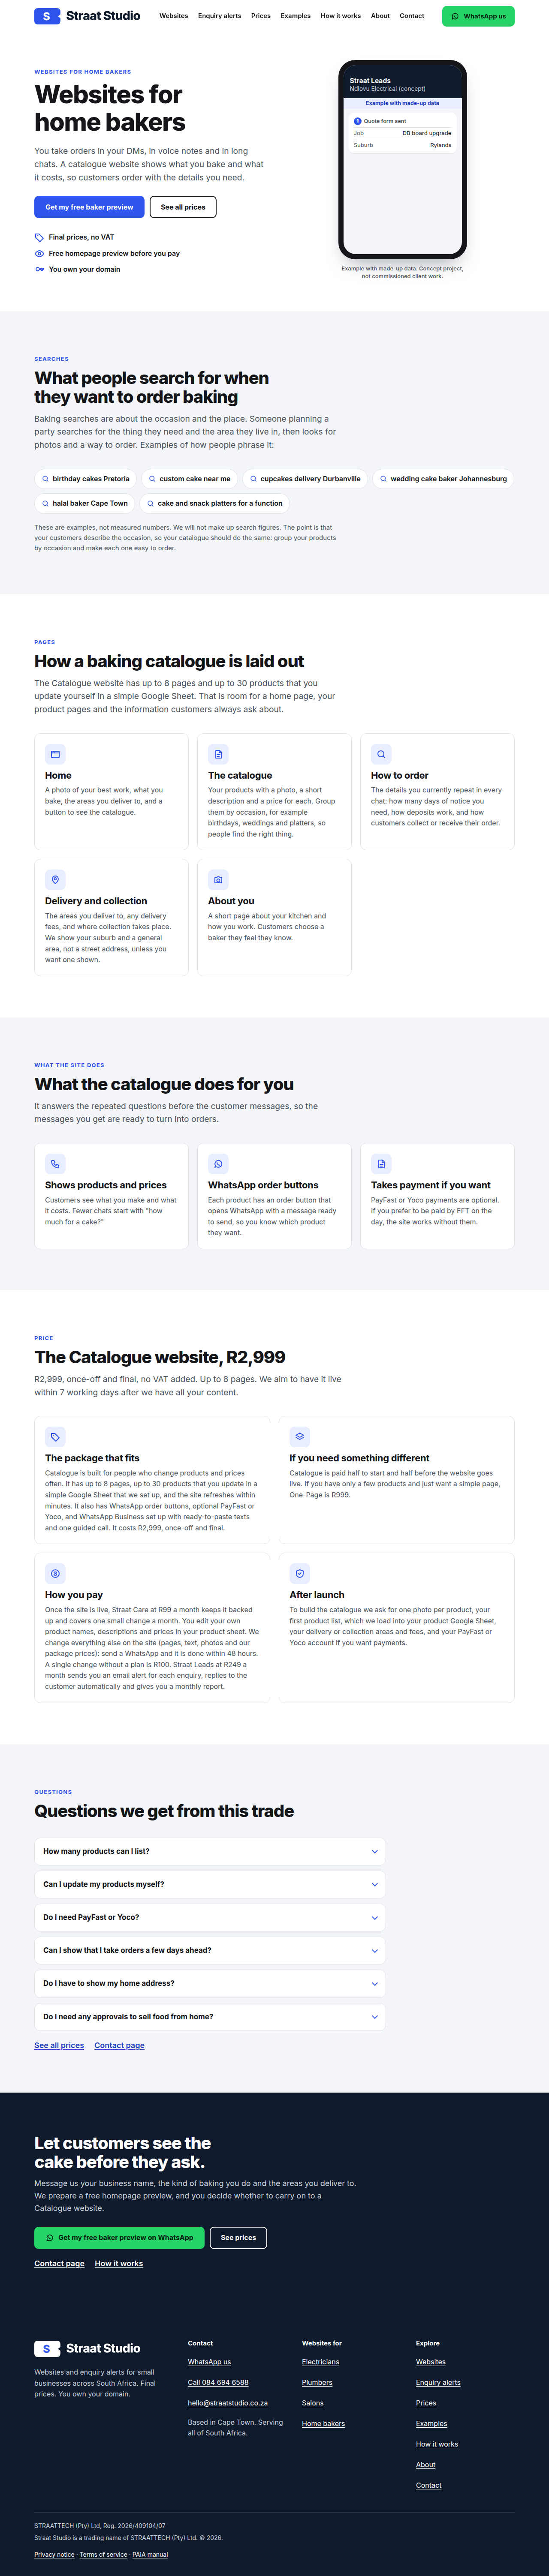 S Straat Studio Websites Enquiry alerts Prices Examples How it works About Contact WhatsApp us
WEBSITES FOR HOME BAKERS
Websites for
home bakers
You take orders in your DMs, in voice notes and in long
chats. A catalogue website shows what you bake and what
it costs, so customers order with the details you need.
Get my free baker preview See all prices
Final prices, no VAT
Free homepage preview before you pay
You own your domain
Straat Leads
Ndlovu Electrical (concept)
Example with made-up data
1 Quote form sent
Job DB board upgrade
Suburb Rylands
Example with made-up data. Concept project,
not commissioned client work.
SEARCHES
What people search for when
they want to order baking
Baking searches are about the occasion and the place. Someone planning a
party searches for the thing they need and the area they live in, then looks for
photos and a way to order. Examples of how people phrase it:
birthday cakes Pretoria custom cake near me cupcakes delivery Durbanville wedding cake baker Johannesburg
halal baker Cape Town cake and snack platters for a function
These are examples, not measured numbers. We will not make up search figures. The point is that
your customers describe the occasion, so your catalogue should do the same: group your products
by occasion and make each one easy to order.
PAGES
How a baking catalogue is laid out
The Catalogue website has up to 8 pages and up to 30 products that you
update yourself in a simple Google Sheet. That is room for a home page, your
product pages and the information customers always ask about.
Home
A photo of your best work, what you
bake, the areas you deliver to, and a
button to see the catalogue.
The catalogue
Your products with a photo, a short
description and a price for each. Group
them by occasion, for example
birthdays, weddings and platters, so
people find the right thing.
How to order
The details you currently repeat in every
chat: how many days of notice you
need, how deposits work, and how
customers collect or receive their order.
Delivery and collection
The areas you deliver to, any delivery
fees, and where collection takes place.
We show your suburb and a general
area, not a street address, unless you
want one shown.
About you
A short page about your kitchen and
how you work. Customers choose a
baker they feel they know.
WHAT THE SITE DOES
What the catalogue does for you
It answers the repeated questions before the customer messages, so the
messages you get are ready to turn into orders.
Shows products and prices
Customers see what you make and what
it costs. Fewer chats start with "how
much for a cake?"
WhatsApp order buttons
Each product has an order button that
opens WhatsApp with a message ready
to send, so you know which product
they want.
Takes payment if you want
PayFast or Yoco payments are optional.
If you prefer to be paid by EFT on the
day, the site works without them.
PRICE
The Catalogue website, R2,999
R2,999, once-off and final, no VAT added. Up to 8 pages. We aim to have it live
within 7 working days after we have all your content.
The package that fits
Catalogue is built for people who change products and prices
often. It has up to 8 pages, up to 30 products that you update in a
simple Google Sheet that we set up, and the site refreshes within
minutes. It also has WhatsApp order buttons, optional PayFast or
Yoco, and WhatsApp Business set up with ready-to-paste texts
and one guided call. It costs R2,999, once-off and final.
If you need something different
Catalogue is paid half to start and half before the website goes
live. If you have only a few products and just want a simple page,
One-Page is R999.
How you pay
Once the site is live, Straat Care at R99 a month keeps it backed
up and covers one small change a month. You edit your own
product names, descriptions and prices in your product sheet. We
change everything else on the site (pages, text, photos and our
package prices): send a WhatsApp and it is done within 48 hours.
A single change without a plan is R100. Straat Leads at R249 a
month sends you an email alert for each enquiry, replies to the
customer automatically and gives you a monthly report.
After launch
To build the catalogue we ask for one photo per product, your
first product list, which we load into your product Google Sheet,
your delivery or collection areas and fees, and your PayFast or
Yoco account if you want payments.
QUESTIONS
Questions we get from this trade
How many products can I list?
Can I update my products myself?
Do I need PayFast or Yoco?
Can I show that I take orders a few days ahead?
Do I have to show my home address?
Do I need any approvals to sell food from home?
See all prices Contact page
Let customers see the
cake before they ask.
Message us your business name, the kind of baking you do and the areas you deliver to.
We prepare a free homepage preview, and you decide whether to carry on to a
Catalogue website.
Get my free baker preview on WhatsApp See prices
Contact page How it works
S Straat Studio
Websites and enquiry alerts for small
businesses across South Africa. Final
prices. You own your domain.
Contact
WhatsApp us
Call 084 694 6588
hello@straatstudio.co.za
Based in Cape Town. Serving
all of South Africa.
Websites for
Electricians
Plumbers
Salons
Home bakers
Explore
Websites
Enquiry alerts
Prices
Examples
How it works
About
Contact
STRAATTECH (Pty) Ltd, Reg. 2026/409104/07
Straat Studio is a trading name of STRAATTECH (Pty) Ltd. © 2026.
Privacy notice · Terms of service · PAIA manual